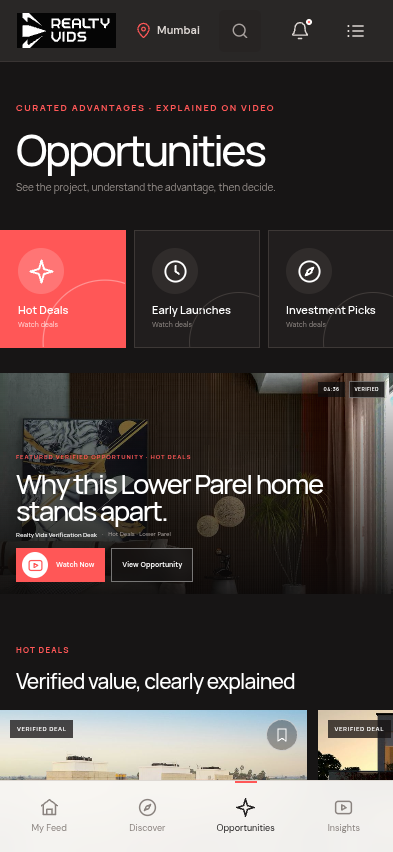 REALTY
VIDS
Mumbai
CURATED ADVANTAGES · EXPLAINED ON VIDEO
Opportunities
See the project, understand the advantage, then decide.
Hot Deals
Watch deals
Early Launches
Watch deals
Investment Picks
Watch deals
04:36
VERIFIED
FEATURED VERIFIED OPPORTUNITY · HOT DEALS
Why this Lower Parel home
stands apart.
Realty Vids Verification Desk · Hot Deals · Lower Parel
Watch Now
View Opportunity
HOT DEALS
Verified value, clearly explained
VERIFIED DEAL
VERIFIED DEAL
My Feed
Discover
Opportunities
Insights